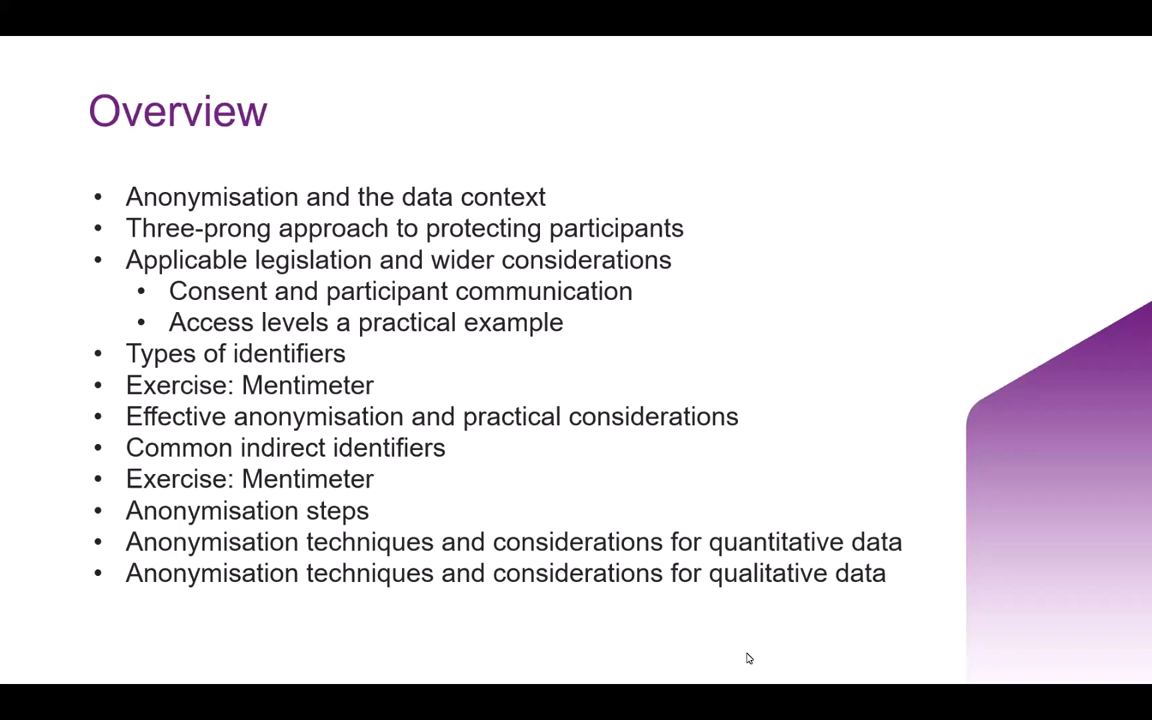 Overview
• Anonymisation and the data context
• Three-prong approach to protecting participants
• Applicable legislation and wider considerations
• Consent and participant communication
• Access levels a practical example
• Types of identifiers
• Exercise: Mentimeter
• Effective anonymisation and practical considerations
• Common indirect identifiers
• Exercise: Mentimeter
• Anonymisation steps
• Anonymisation techniques and considerations for quantitative data
• Anonymisation techniques and considerations for qualitative data